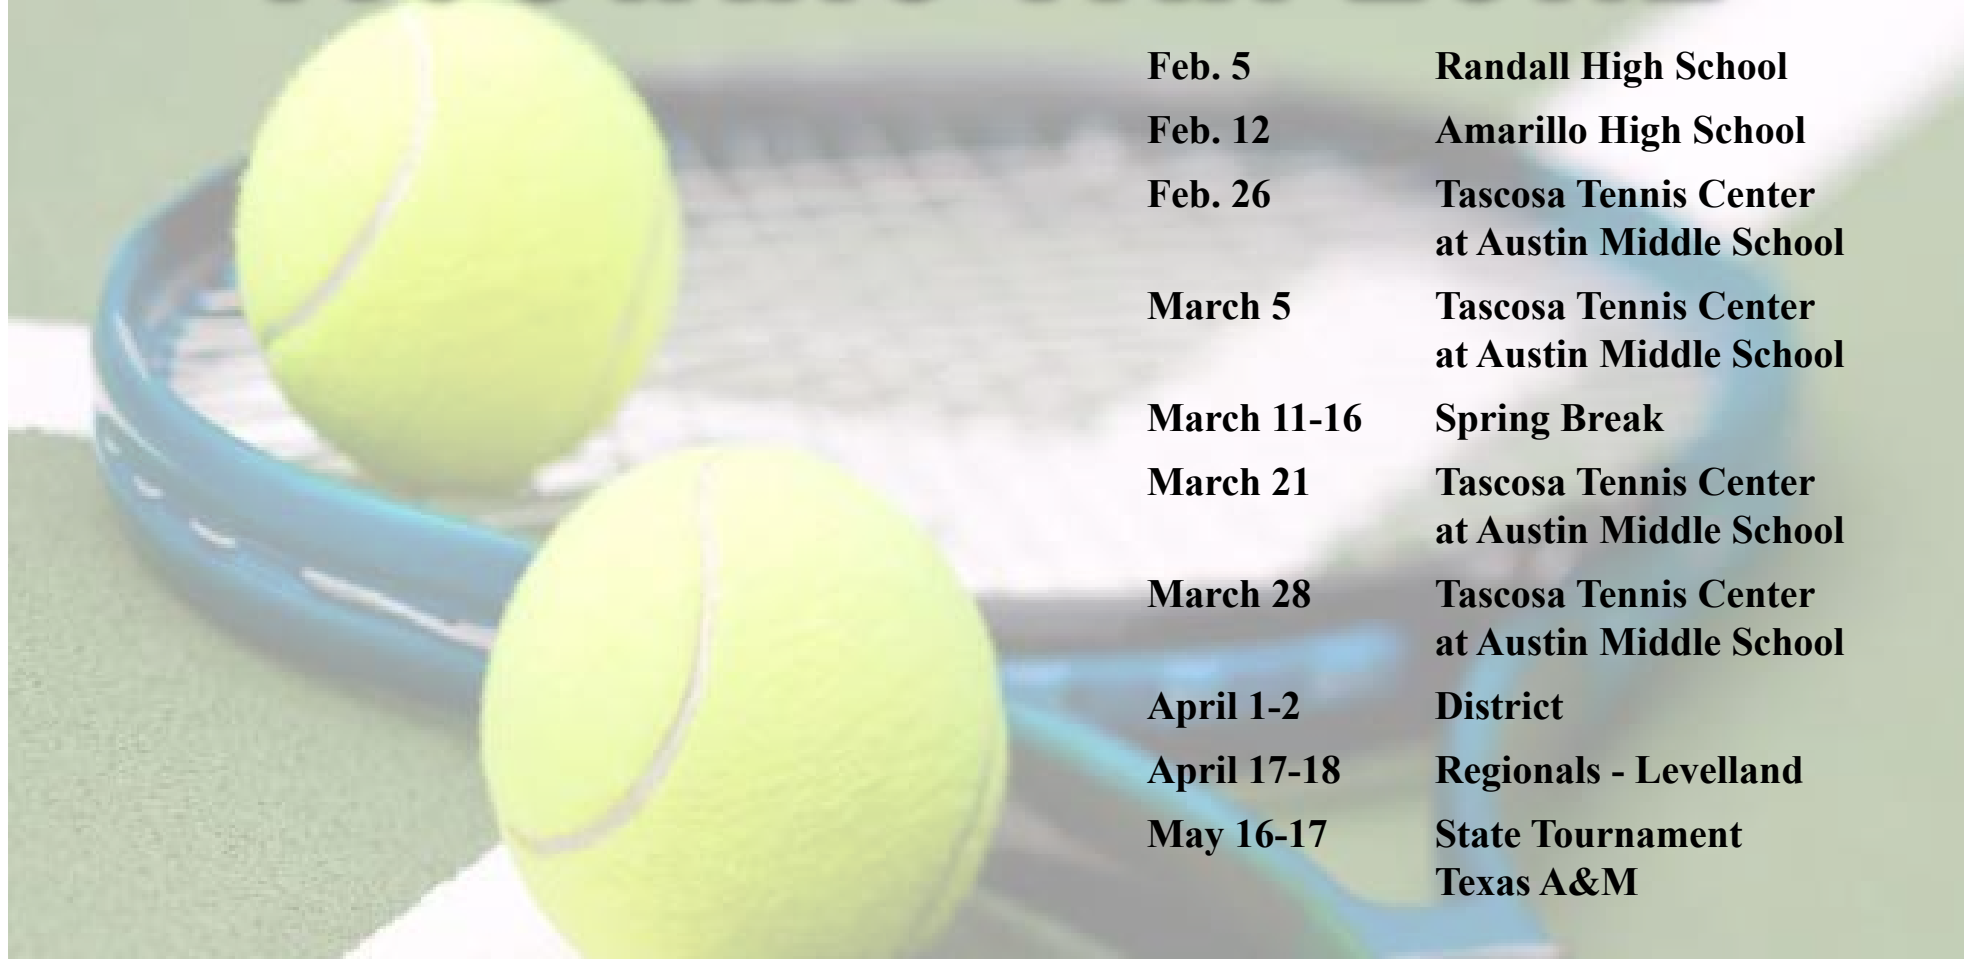 Feb. 5 Randall High School
Feb. 12 Amarillo High School
Feb. 26 Tascosa Tennis Center
at Austin Middle School
March 5 Tascosa Tennis Center
at Austin Middle School
March 11-16 Spring Break
March 21 Tascosa Tennis Center
at Austin Middle School
March 28 Tascosa Tennis Center
at Austin Middle School
April 1-2 District
April 17-18 Regionals - Levelland
May 16-17 State Tournament
Texas A&M